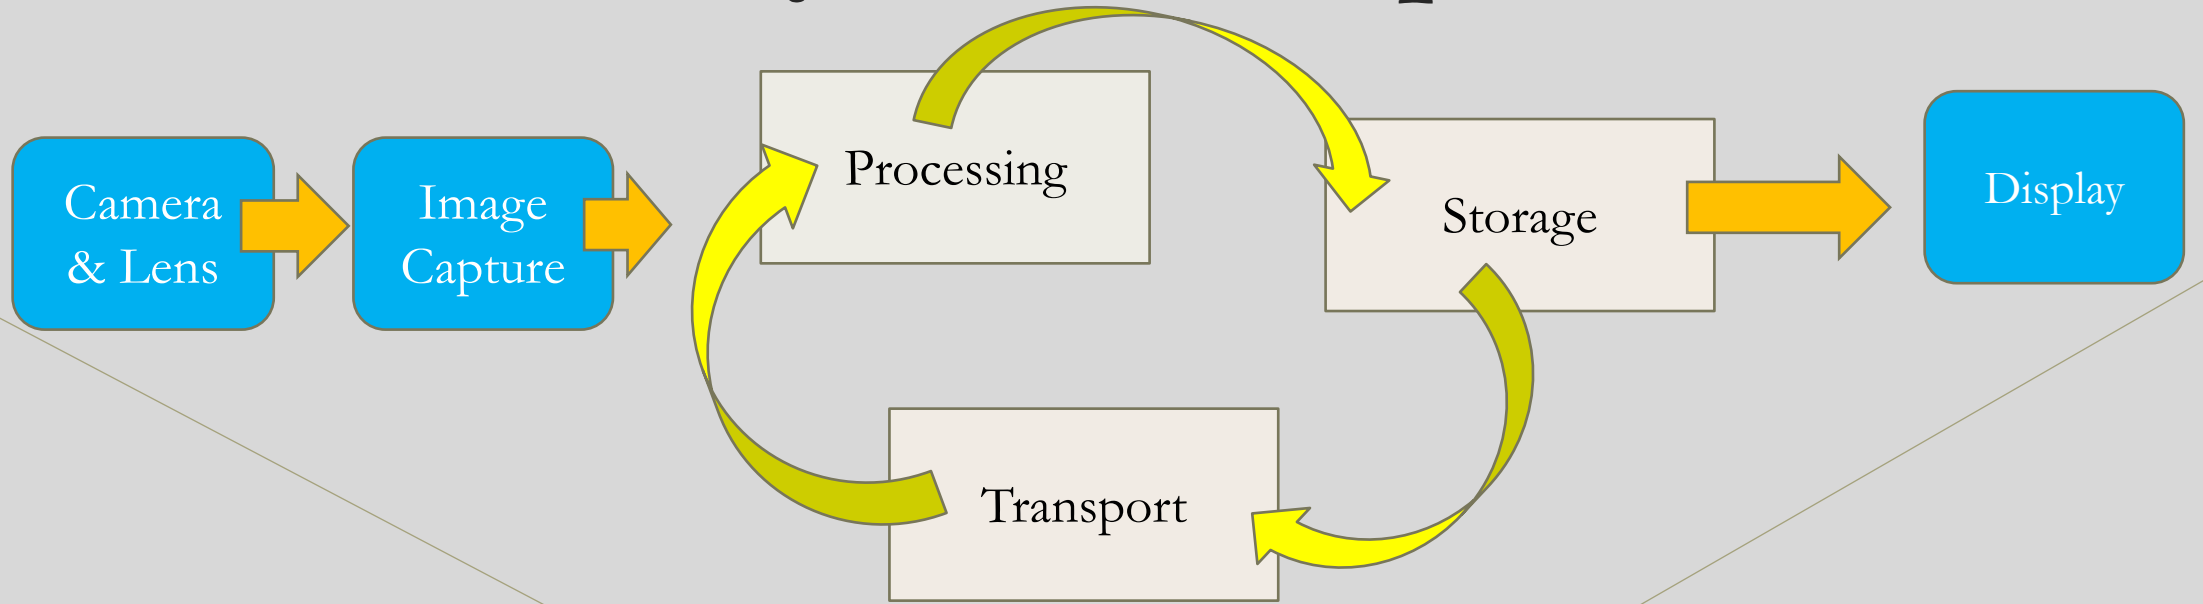 Camera
& Lens
Image
Capture
Processing
Storage
Display
Transport